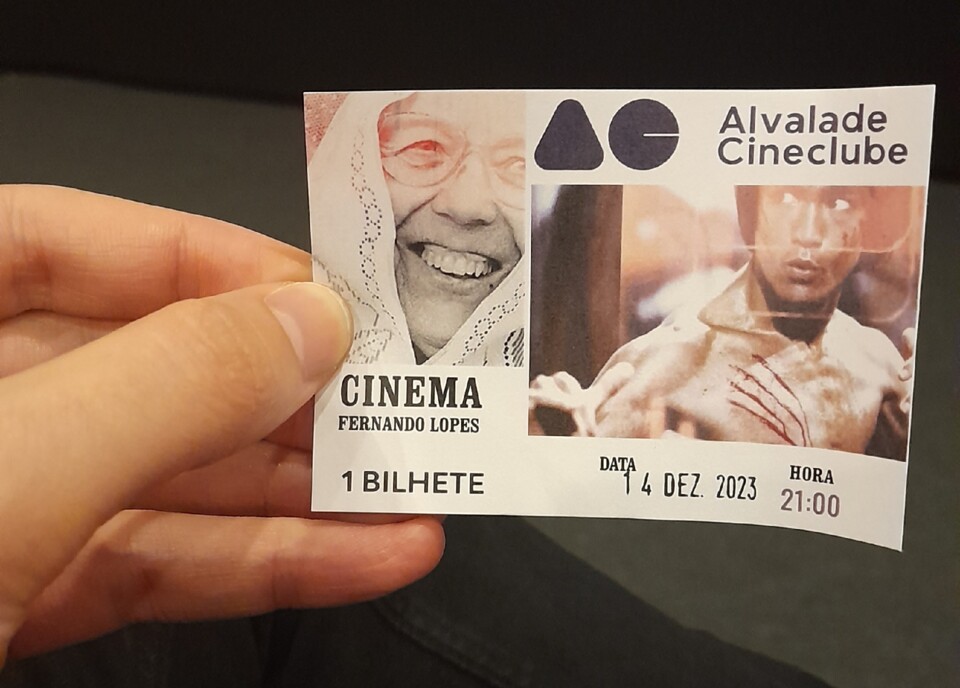 AC
Alvalade
Cineclube
CINEMA
FERNANDO LOPES
1 BILHETE
DATA
14 DEZ. 2023
HORA
21:00